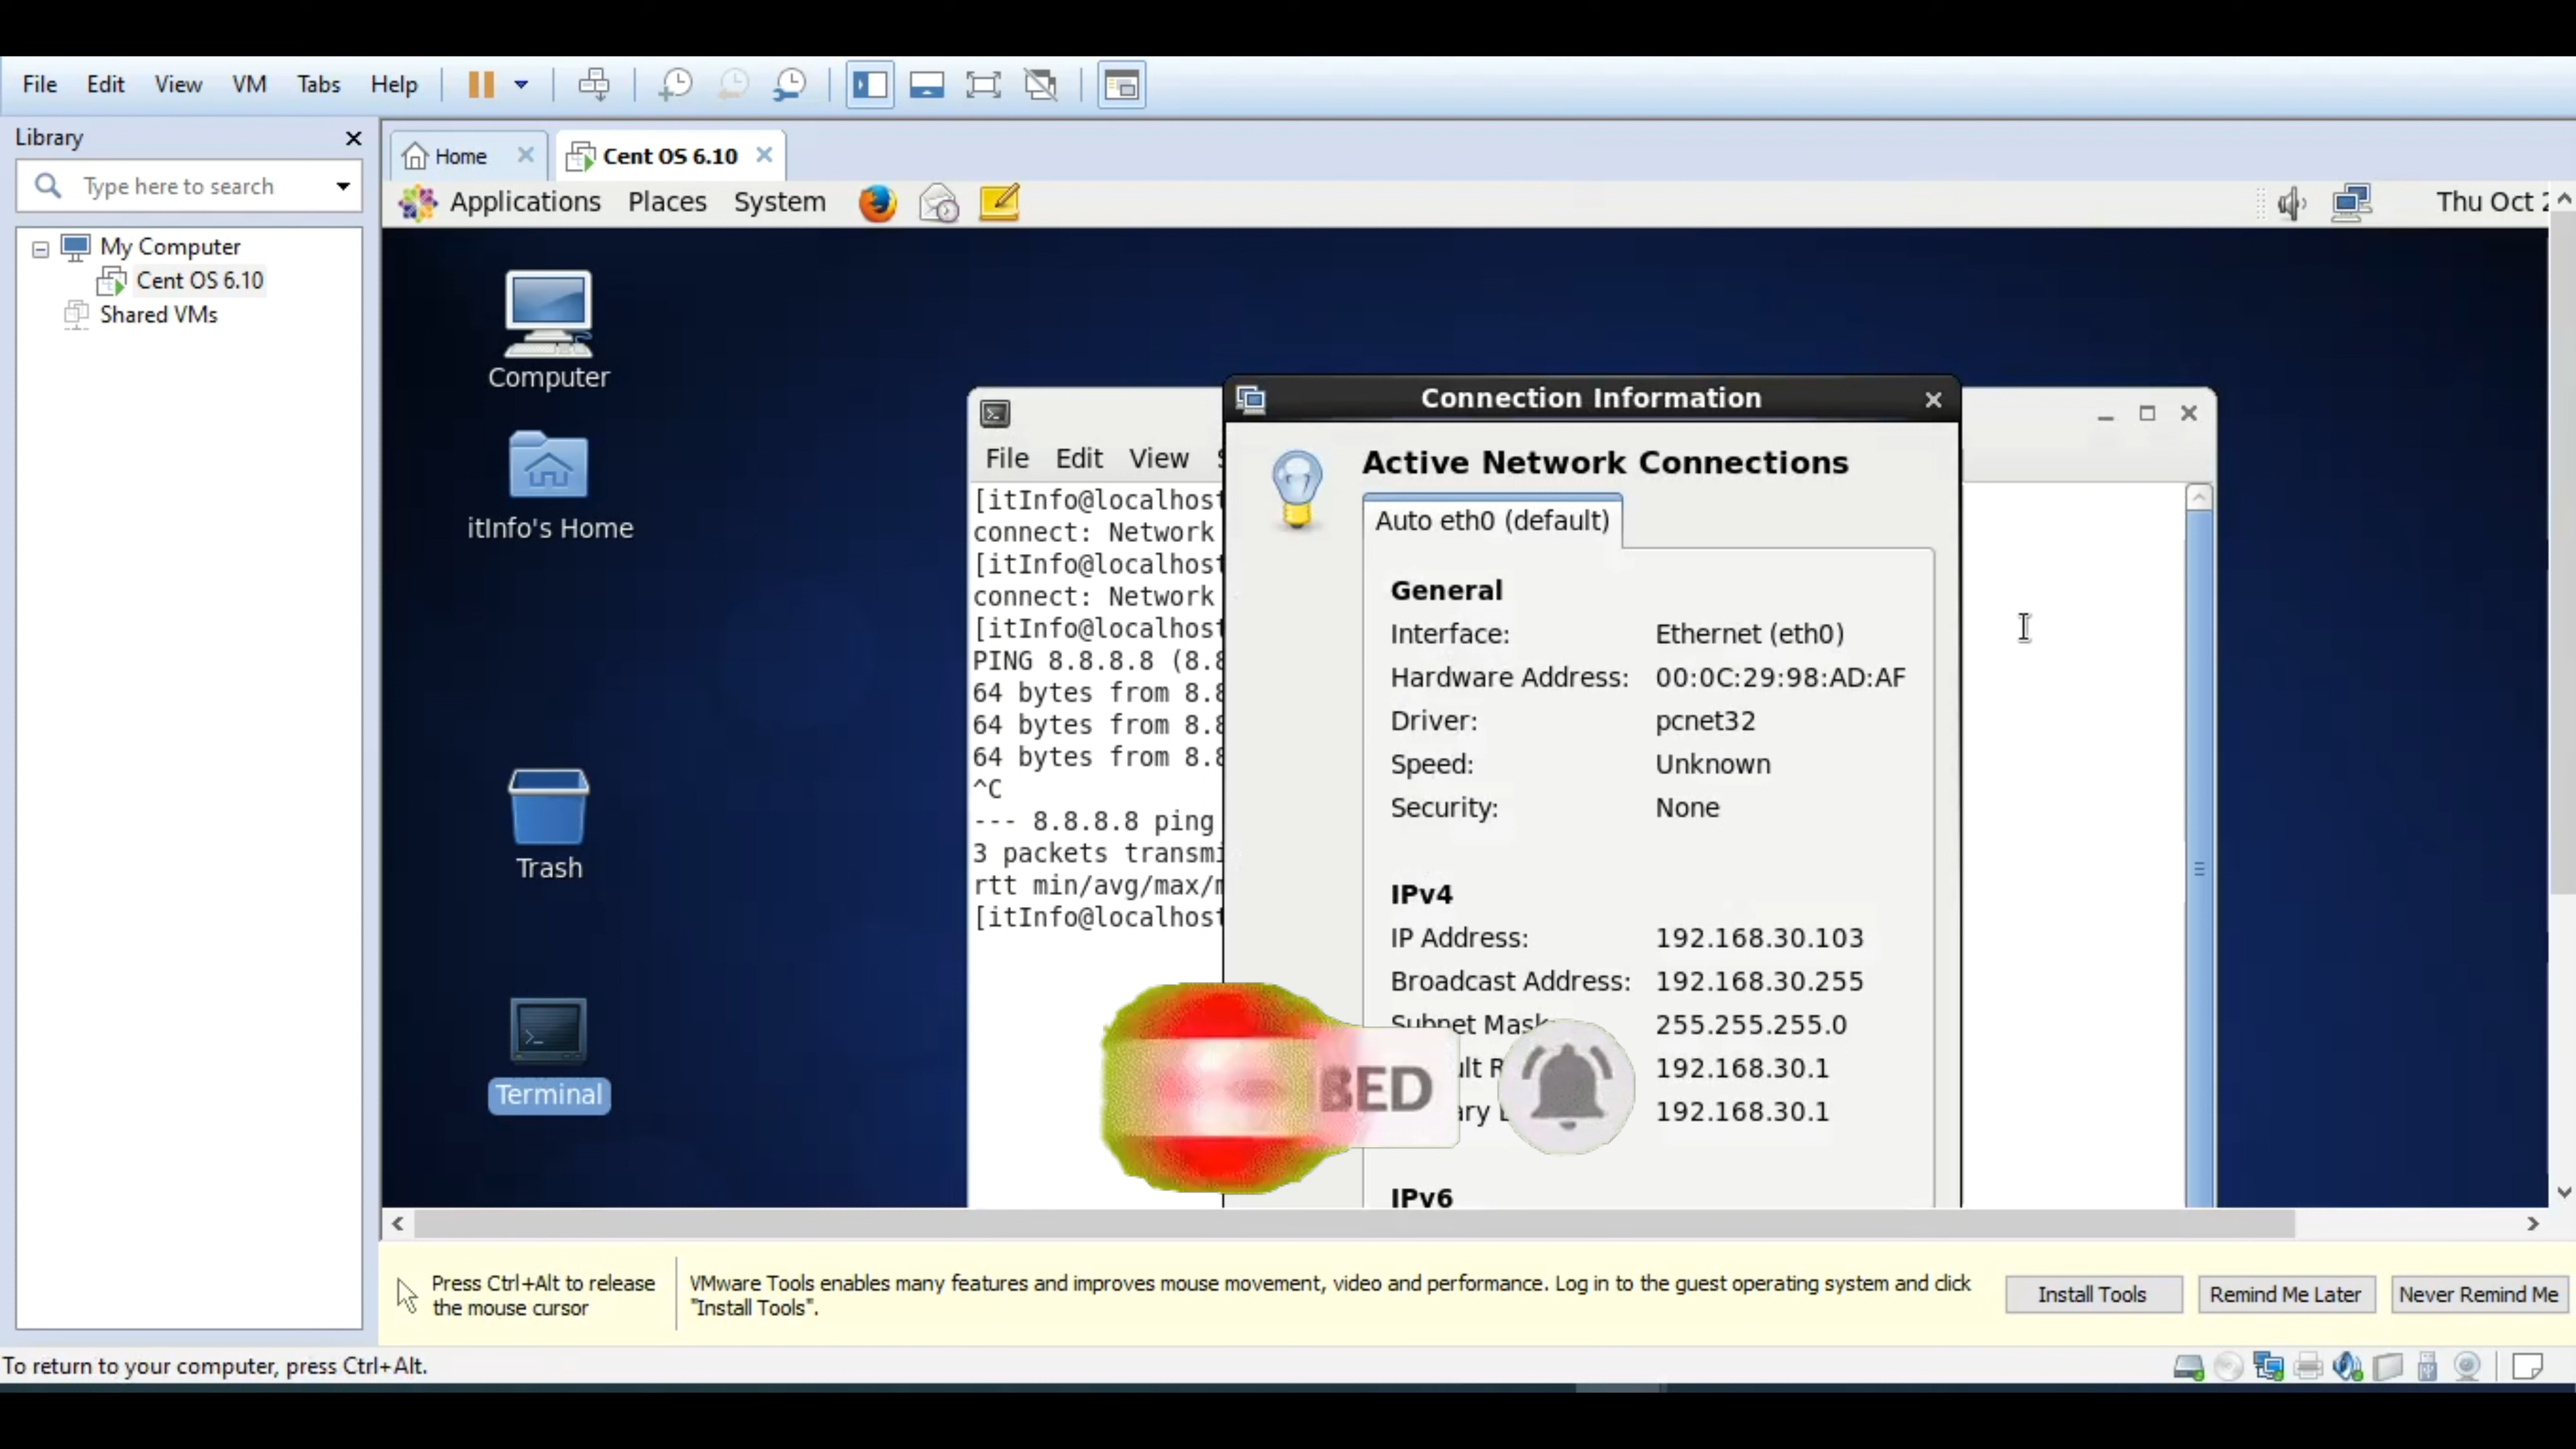 File Edit View VM Tabs Help
Library
Home
Cent OS 6.10
Type here to search
Applications Places System
Thu Oct
My Computer
Cent OS 6.10
Shared VMs
Computer
itInfo's Home
Trash
Terminal
File Edit View
[itInfo@localhost
connect: Network
[itInfo@localhost
connect: Network
[itInfo@localhost
PING 8.8.8.8 (8.8
64 bytes from 8.8
64 bytes from 8.8
64 bytes from 8.8
^C
--- 8.8.8.8 ping
3 packets transmi
rtt min/avg/max/m
[itInfo@localhost
Connection Information
Active Network Connections
Auto eth0 (default)
General
Interface: Ethernet (eth0)
Hardware Address: 00:0C:29:98:AD:AF
Driver: pcnet32
Speed: Unknown
Security: None
IPv4
IP Address: 192.168.30.103
Broadcast Address: 192.168.30.255
Subnet Mask: 255.255.255.0
192.168.30.1
192.168.30.1
BED
IPv6
Press Ctrl+Alt to release
the mouse cursor
VMware Tools enables many features and improves mouse movement, video and performance. Log in to the guest operating system and click
"Install Tools".
Install Tools
Remind Me Later
Never Remind Me
To return to your computer, press Ctrl+Alt.